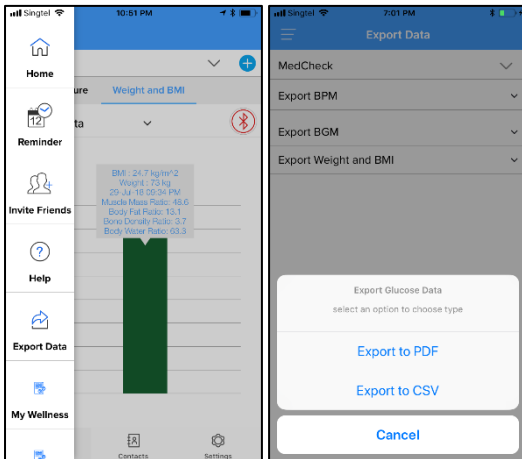 Singtel
10:51 PM
Home
12
Reminder
Invite Friends
Help
Export Data
My Wellness
ure
Weight and BMI
ta
BMI : 24.7 kg/m^2
Weight : 73 kg
29-Jul-18 09:34 PM
Muscle Mass Ratio: 48.6
Body Fat Ratio: 13.1
Bone Density Ratio: 3.7
Body Water Ratio: 63.3
Contacts
Settings
Singtel
7:01 PM
Export Data
MedCheck
Export BPM
Export BGM
Export Weight and BMI
Export Glucose Data
select an option to choose type
Export to PDF
Export to CSV
Cancel